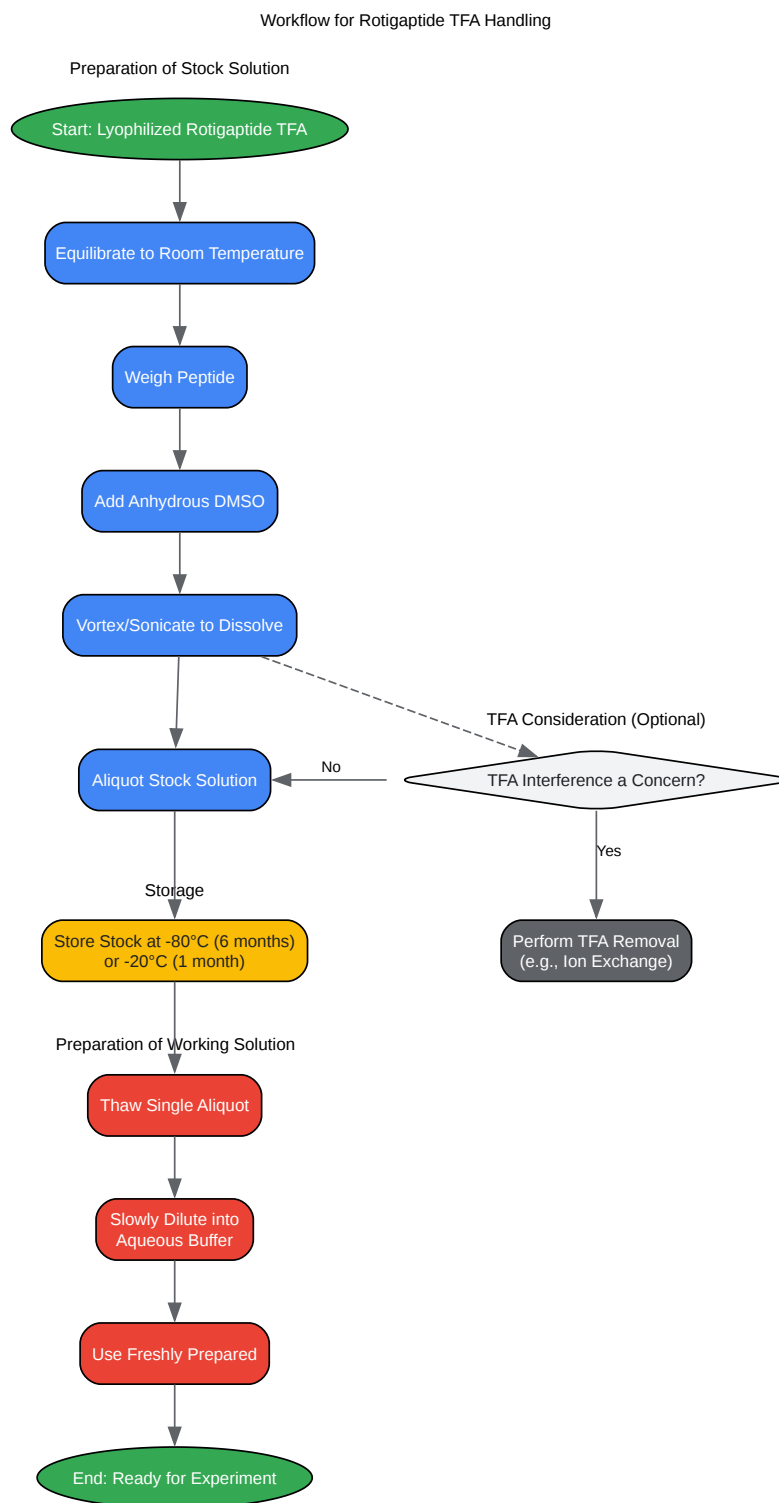 Workflow for Rotigaptide TFA Handling
Preparation of Stock Solution
Start: Lyophilized Rotigaptide TFA
Equilibrate to Room Temperature
Weigh Peptide
Add Anhydrous DMSO
Vortex/Sonicate to Dissolve
TFA Consideration (Optional)
TFA Interference a Concern?
No
Aliquot Stock Solution
Yes
Storage
Store Stock at -80°C (6 months)
or -20°C (1 month)
Perform TFA Removal
(e.g., Ion Exchange)
Preparation of Working Solution
Thaw Single Aliquot
Slowly Dilute into
Aqueous Buffer
Use Freshly Prepared
End: Ready for Experiment